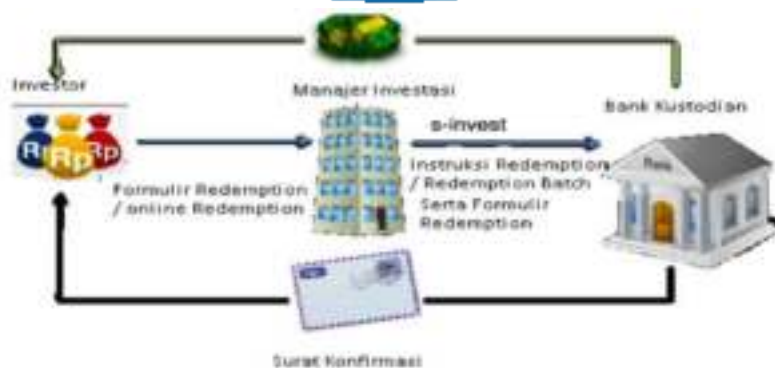 Investor
Manajer Investasi
Bank Kustodian
s-invest
Rp Rp
Formulir Redemption
/ online Redemption
Instruksi Redemption
/ Redemption Batch
Serta Formulir
Redemption
Surat Konfirmasi